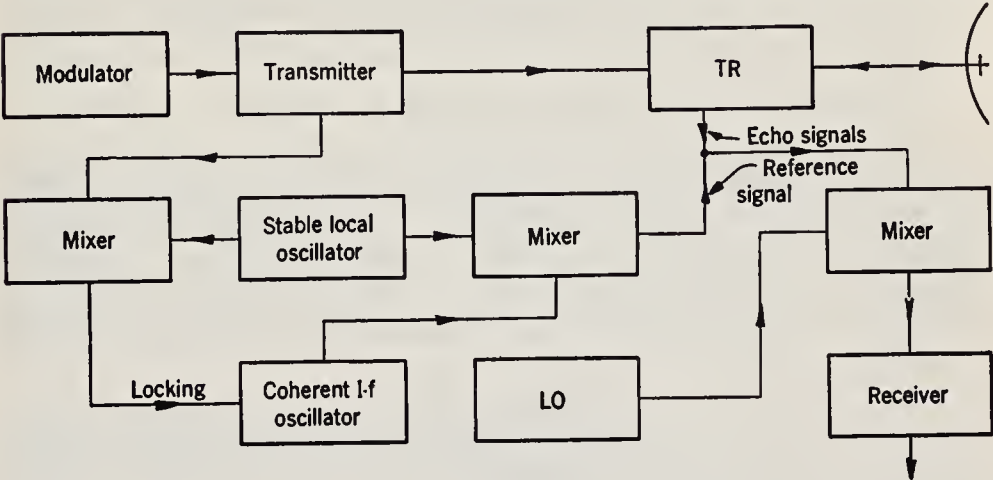 Modulator
Transmitter
TR
Echo signals
Reference
signal
Mixer
Stable local
oscillator
Mixer
Mixer
Locking
Coherent I-f
oscillator
LO
Receiver